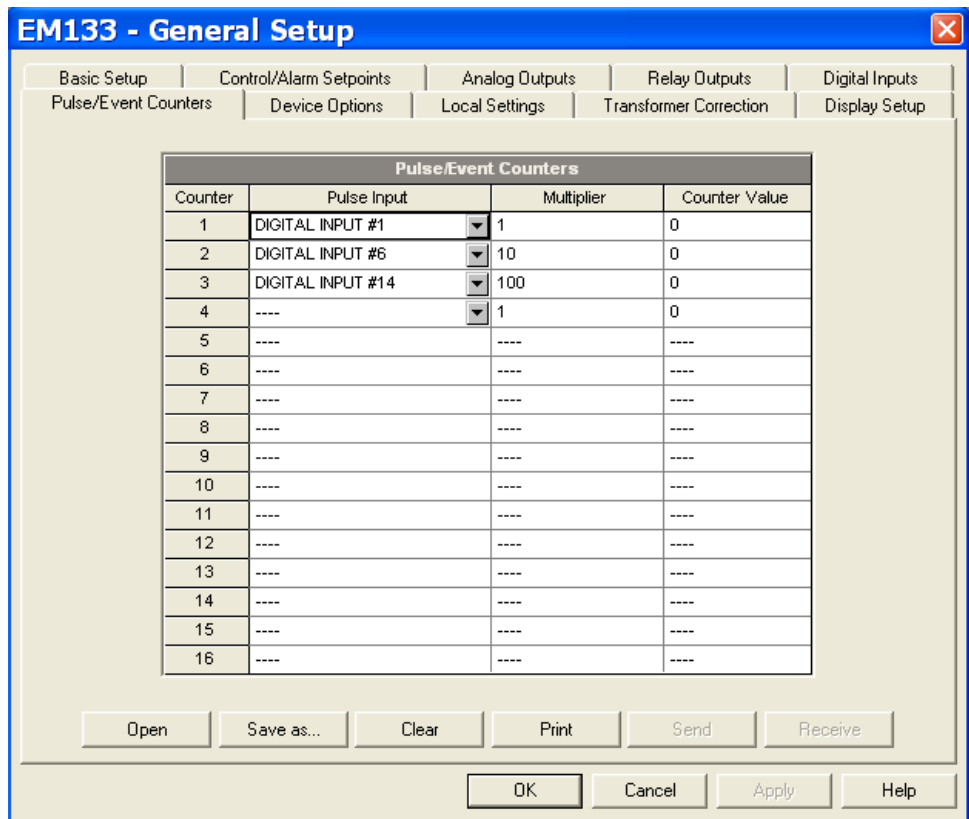 EM133 - General Setup
Basic Setup Control/Alarm Setpoints Analog Outputs Relay Outputs Digital Inputs
Pulse/Event Counters Device Options Local Settings Transformer Correction Display Setup
Pulse/Event Counters
Counter Pulse Input Multiplier Counter Value
1 DIGITAL INPUT #1 1 0
2 DIGITAL INPUT #6 10 0
3 DIGITAL INPUT #14 100 0
4 ---- 1 0
5 ---- ---- ----
6 ---- ---- ----
7 ---- ---- ----
8 ---- ---- ----
9 ---- ---- ----
10 ---- ---- ----
11 ---- ---- ----
12 ---- ---- ----
13 ---- ---- ----
14 ---- ---- ----
15 ---- ---- ----
16 ---- ---- ----
Open Save as... Clear Print Send Receive
OK Cancel Apply Help